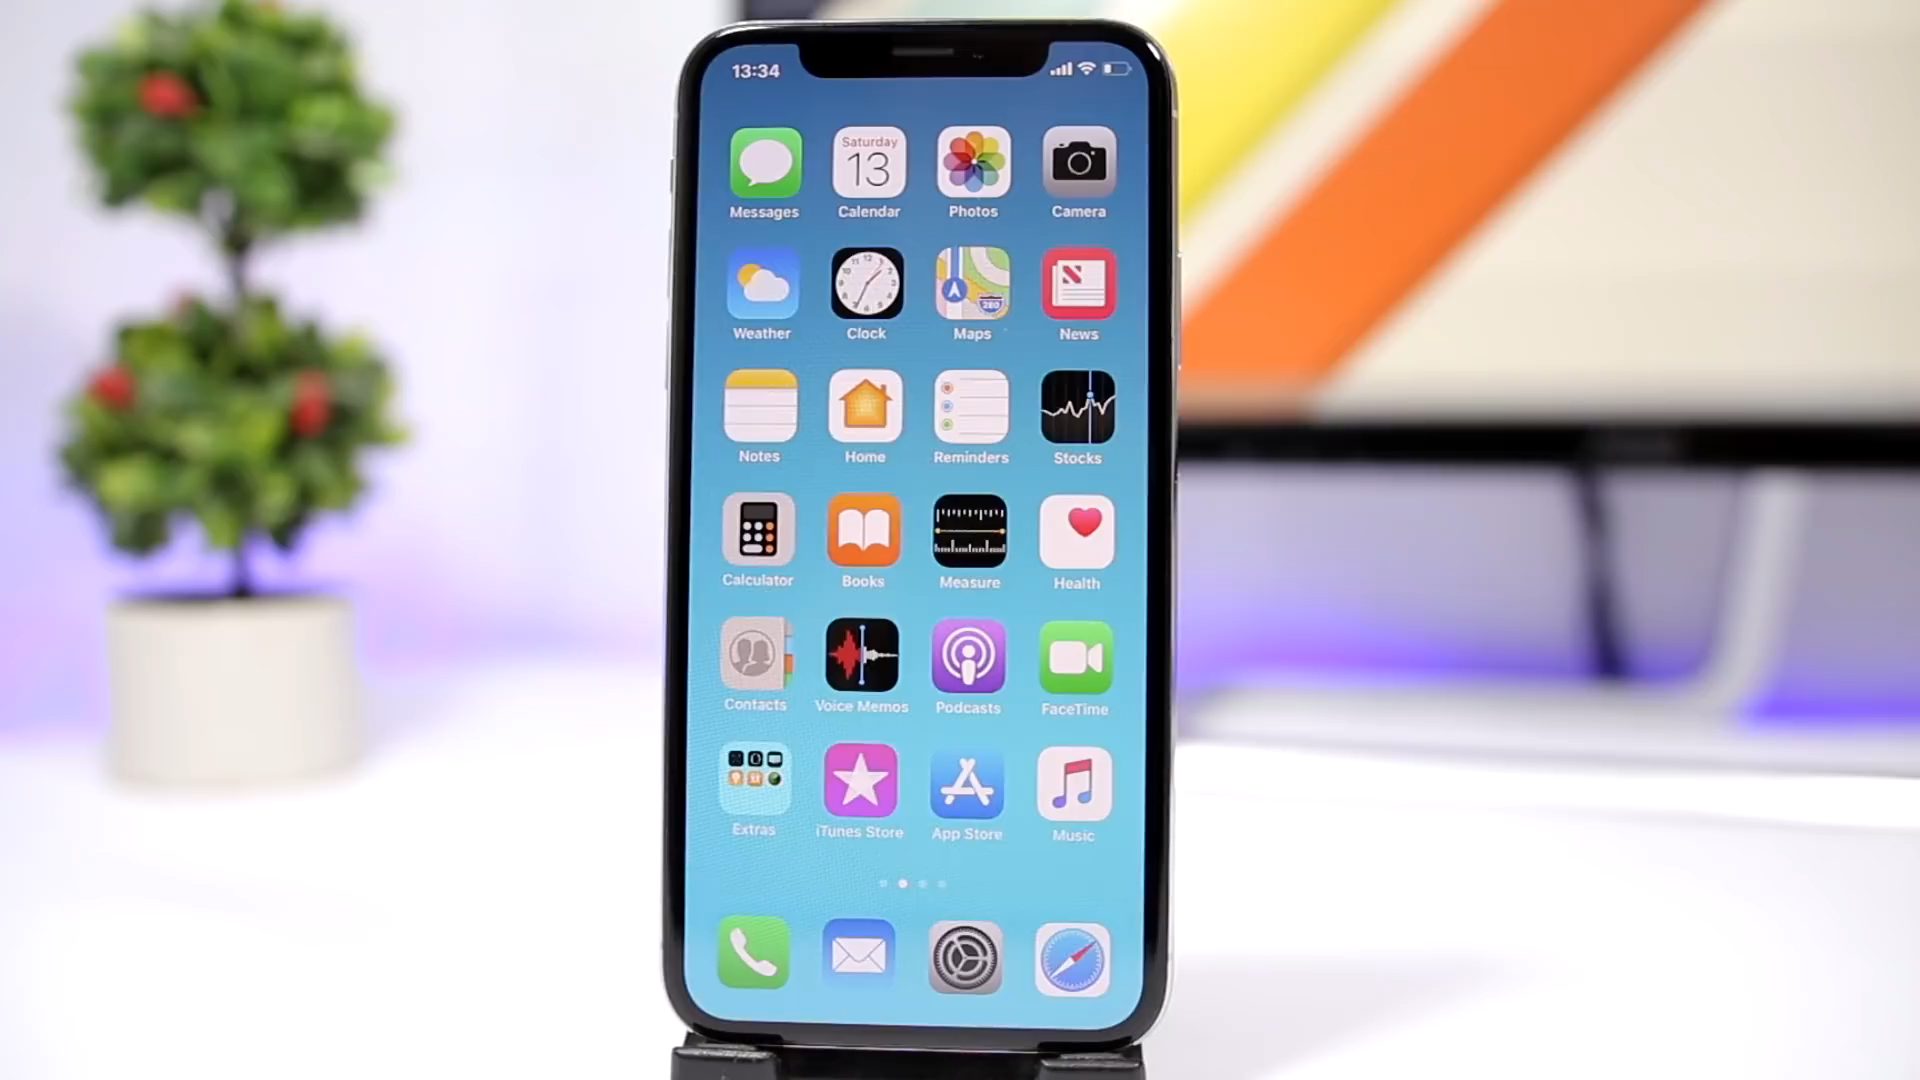 13:34
Saturday
13
Messages
Calendar
Photos
Camera
280
Weather
Clock
Maps
News
Notes
Home
Reminders
Stocks
Calculator
Books
Measure
Health
Contacts
Voice Memos
Podcasts
FaceTime
Extras
iTunes Store
App Store
Music